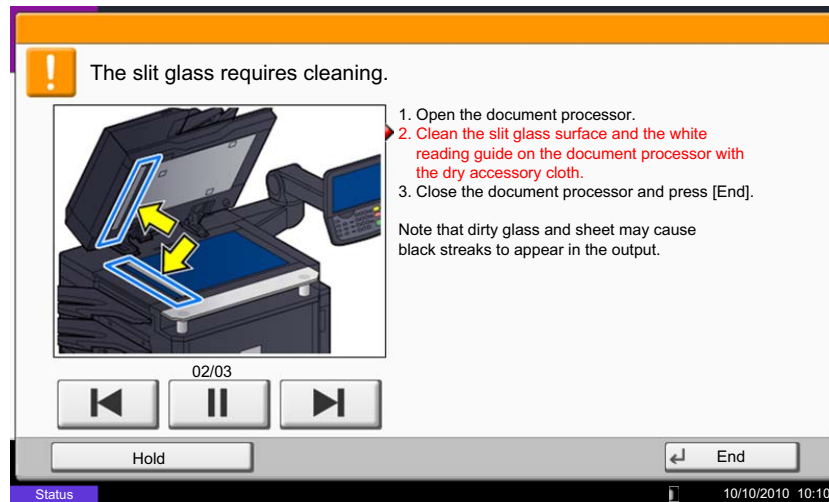 The slit glass requires cleaning.
1. Open the document processor.
2. Clean the slit glass surface and the white
reading guide on the document processor with
the dry accessory cloth.
3. Close the document processor and press [End].
Note that dirty glass and sheet may cause
black streaks to appear in the output.
02/03
Hold
End
Status
10/10/2010 10:10